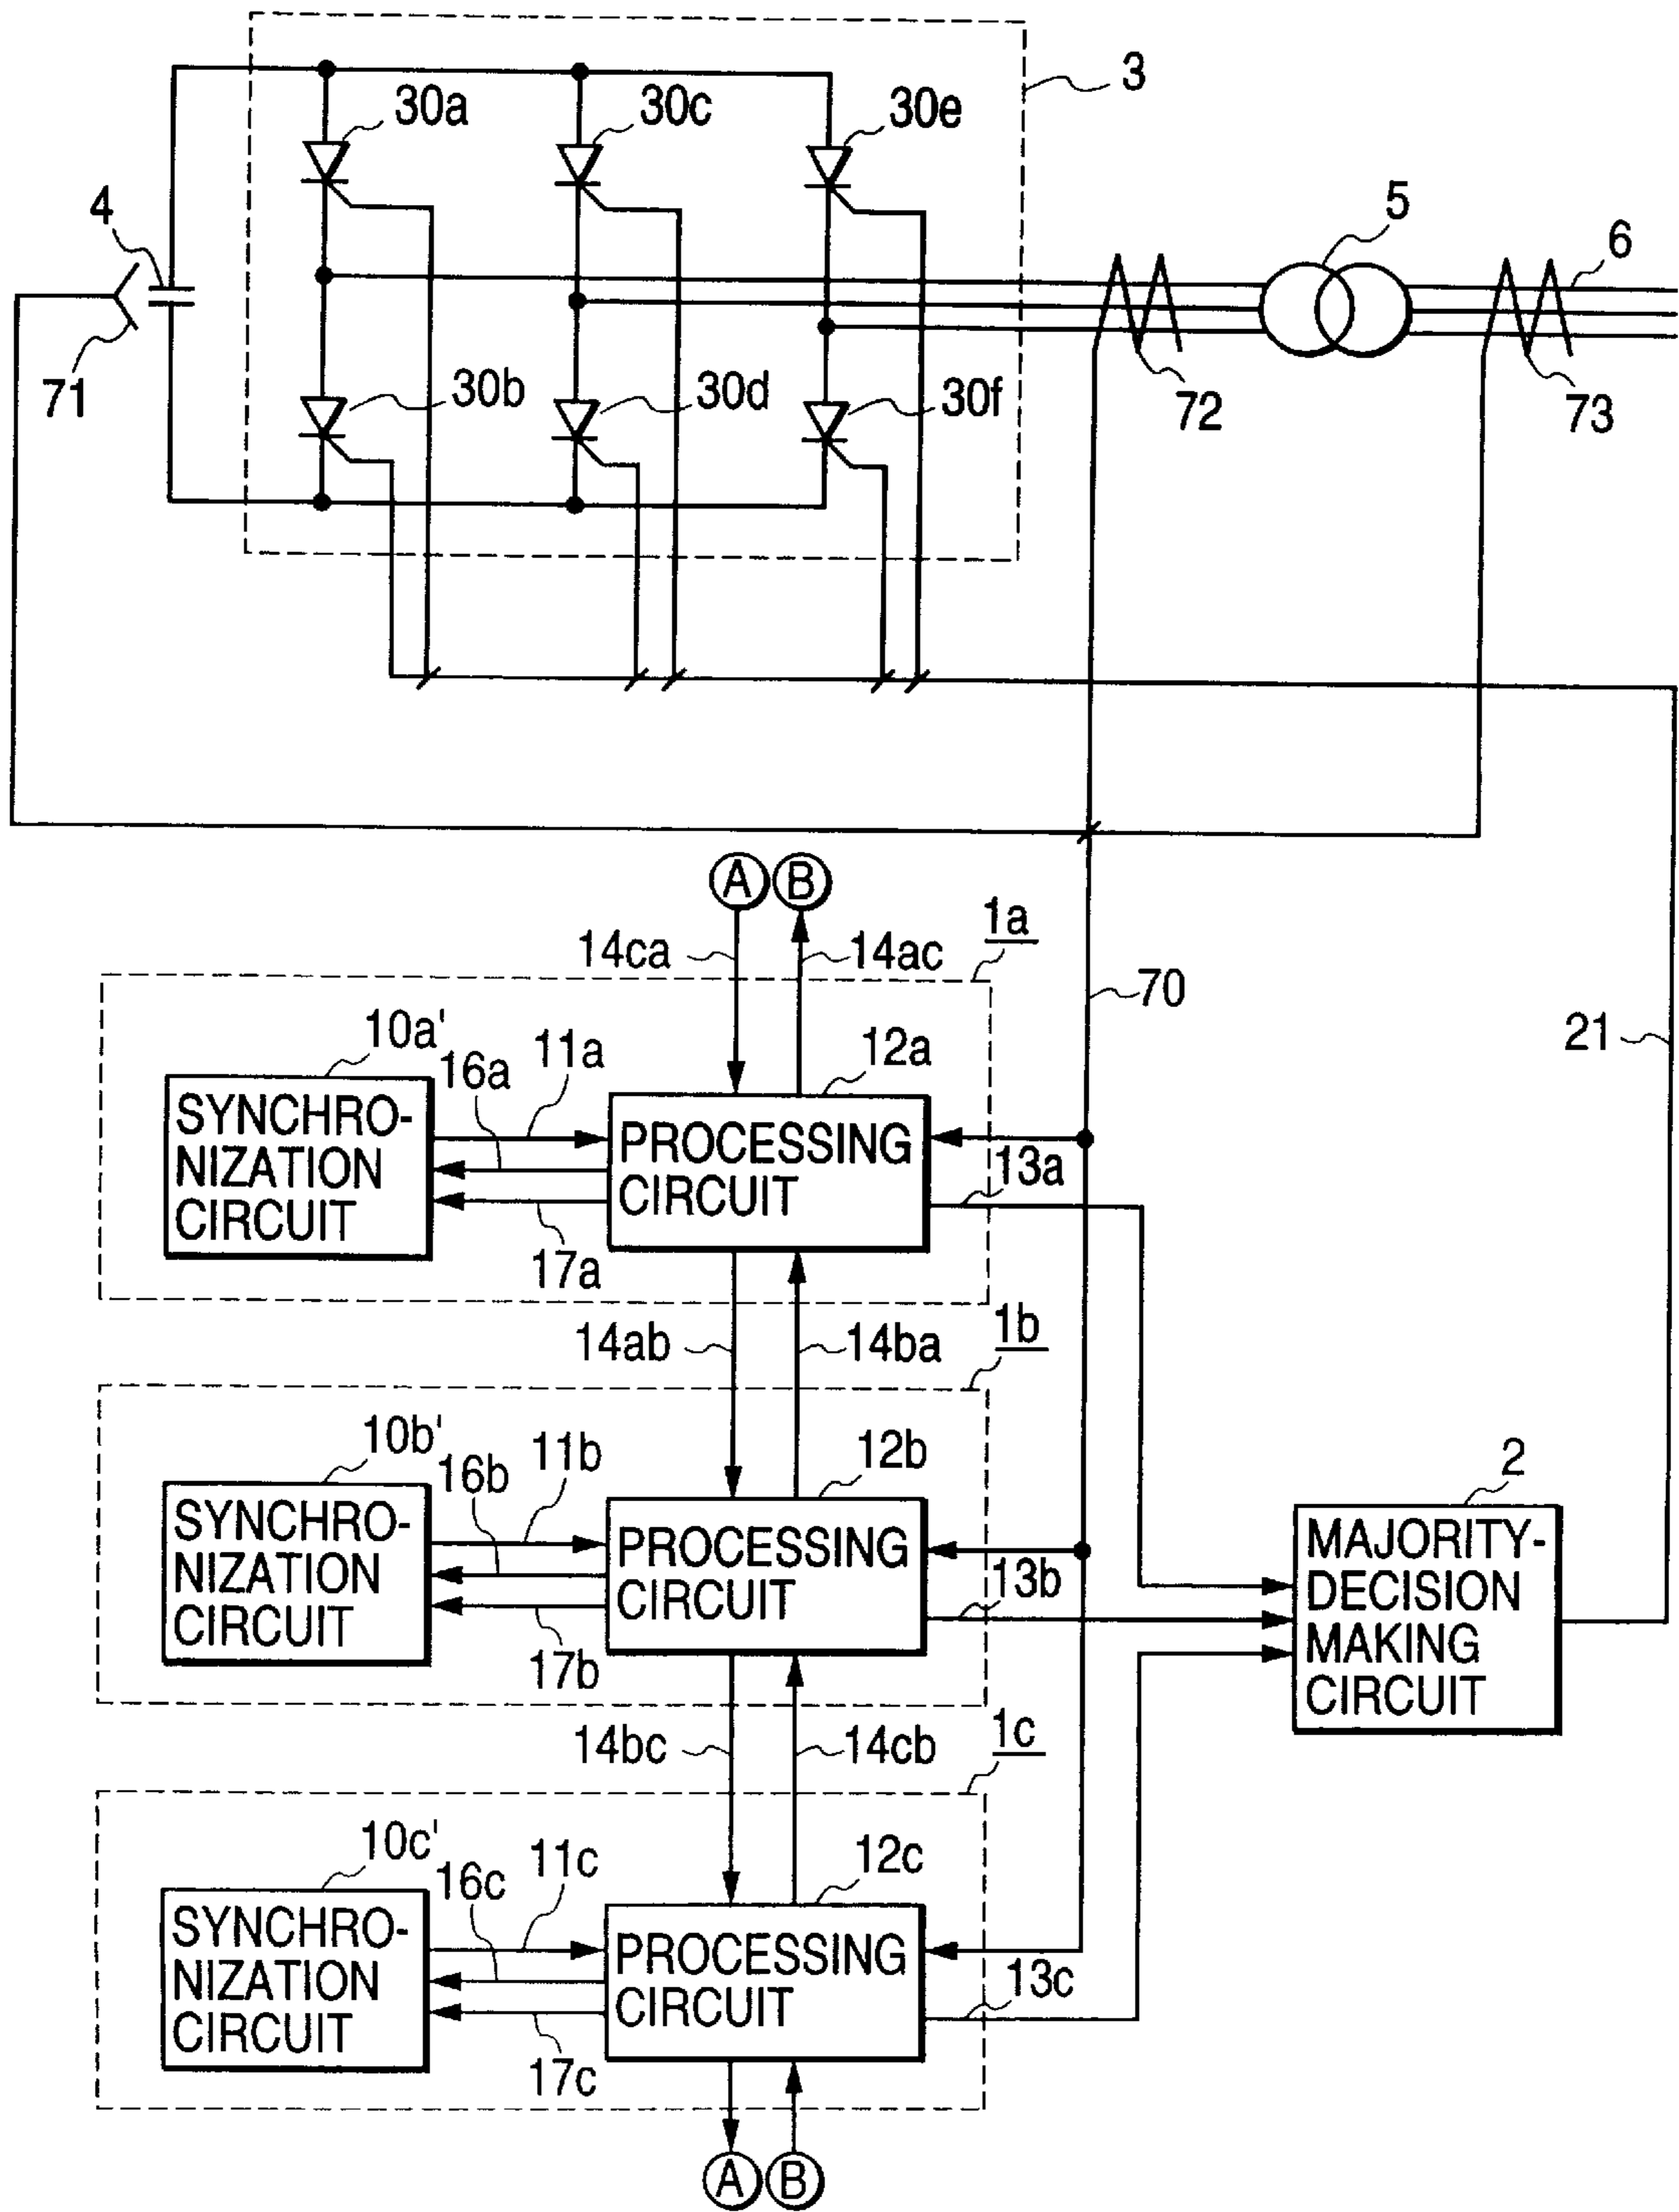 3
30a
30c
30e
4
5
6
71
30b
30d
30f
72
73
A
B
1a
14ca
14ac
70
10a'
16a
11a
12a
21
SYNCHRO-
NIZATION
CIRCUIT
PROCESSING
CIRCUIT
13a
17a
14ab
14ba
1b
10b'
16b
11b
12b
2
SYNCHRO-
NIZATION
CIRCUIT
PROCESSING
CIRCUIT
13b
MAJORITY-
DECISION
MAKING
CIRCUIT
17b
14bc
14cb
1c
10c'
16c
11c
12c
SYNCHRO-
NIZATION
CIRCUIT
PROCESSING
CIRCUIT
13c
17c
A
B